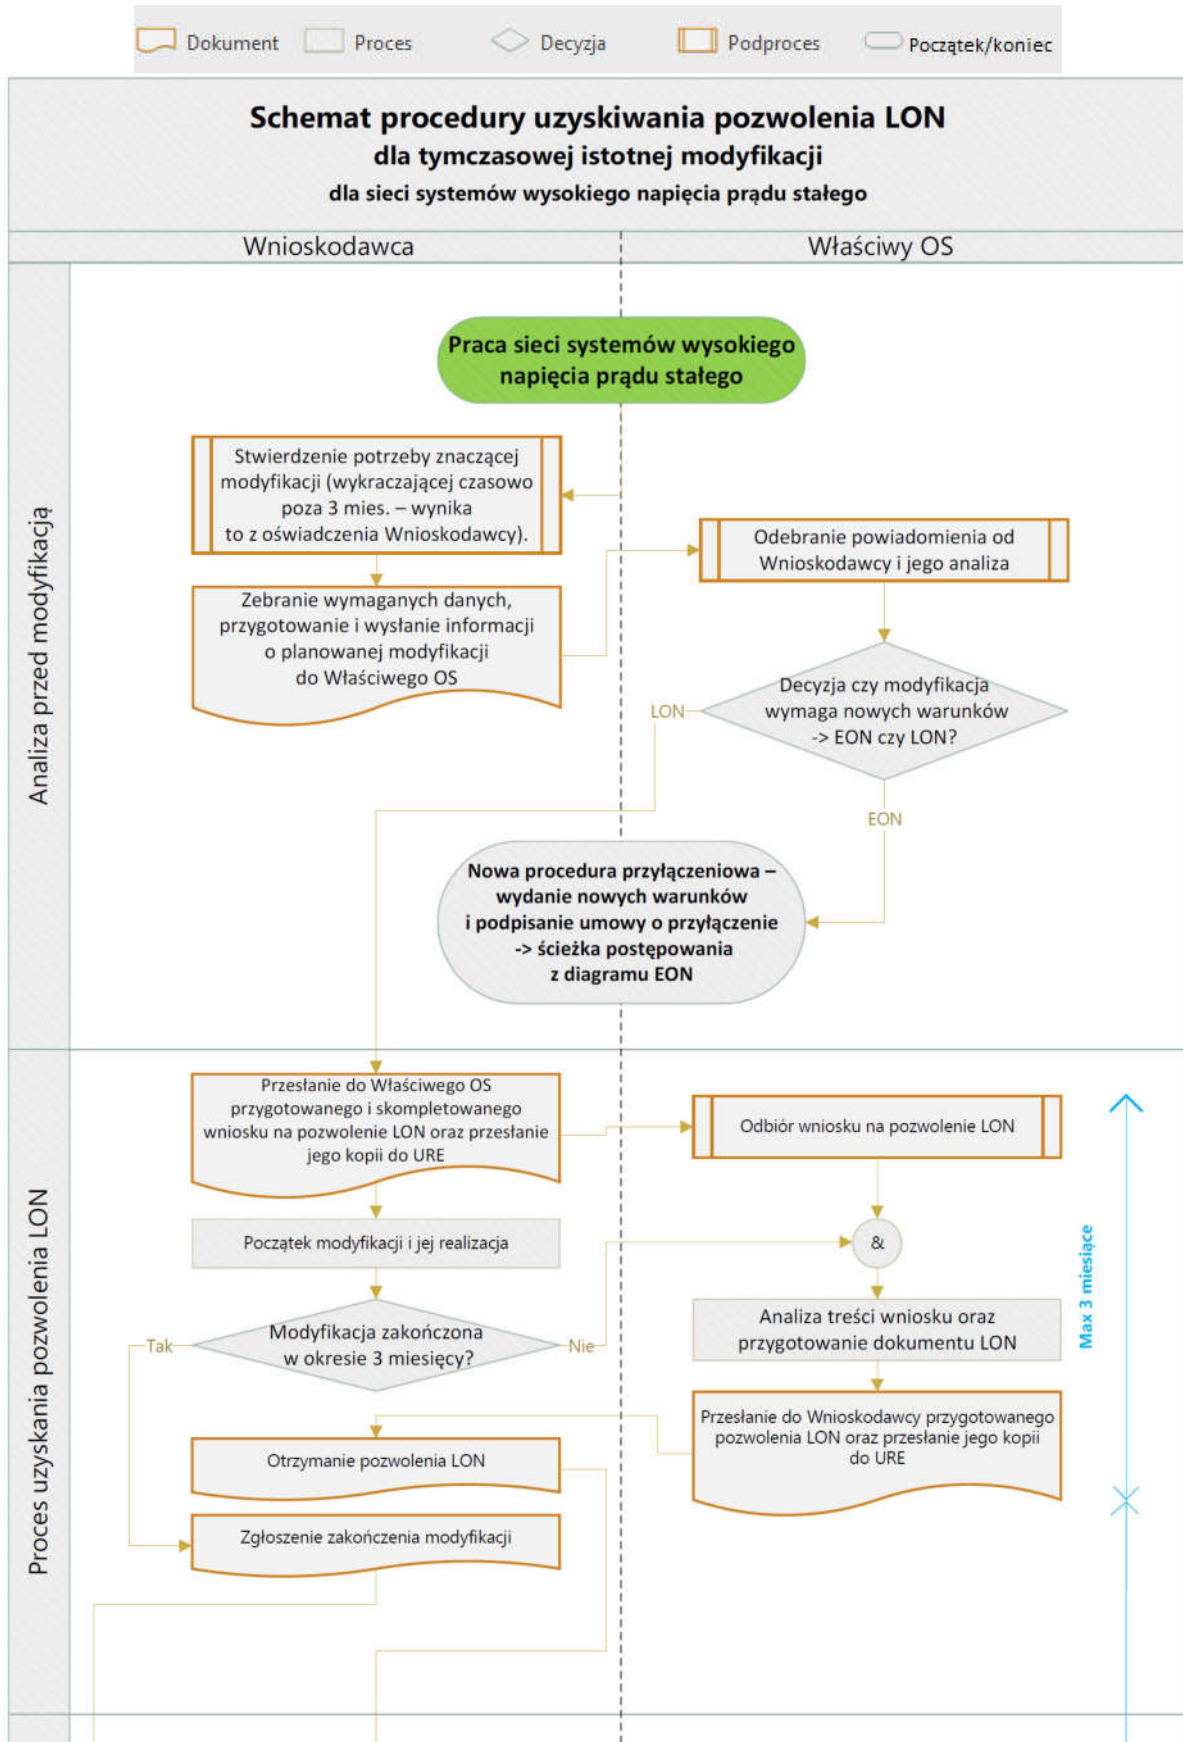 Dokument
Proces
Decyzja
Podproces
Początek/koniec
Schemat procedury uzyskiwania pozwolenia LON
dla tymczasowej istotnej modyfikacji
dla sieci systemów wysokiego napięcia prądu stałego
Wnioskodawca
Właściwy OS
Analiza przed modyfikacją
Praca sieci systemów wysokiego
napięcia prądu stałego
Stwierdzenie potrzeby znaczącej
modyfikacji (wykraczającej czasowo
poza 3 mies. – wynika
to z oświadczenia Wnioskodawcy).
Odebranie powiadomienia od
Wnioskodawcy i jego analiza
Zebranie wymaganych danych,
przygotowanie i wysłanie informacji
o planowanej modyfikacji
do Właściwego OS
Decyzja czy modyfikacja
wymaga nowych warunków
-> EON czy LON?
LON
EON
Nowa procedura przyłączeniowa –
wydanie nowych warunków
i podpisanie umowy o przyłączenie
-> ścieżka postępowania
z diagramu EON
Proces uzyskania pozwolenia LON
Przesłanie do Właściwego OS
przygotowanego i skompletowanego
wniosku na pozwolenie LON oraz przesłanie
jego kopii do URE
Odbiór wniosku na pozwolenie LON
Początek modyfikacji i jej realizacja
&
Max 3 miesiące
Modyfikacja zakończona
w okresie 3 miesięcy?
Tak
Nie
Analiza treści wniosku oraz
przygotowanie dokumentu LON
Przesłanie do Wnioskodawcy przygotowanego
pozwolenia LON oraz przesłanie jego kopii
do URE
Otrzymanie pozwolenia LON
Zgłoszenie zakończenia modyfikacji